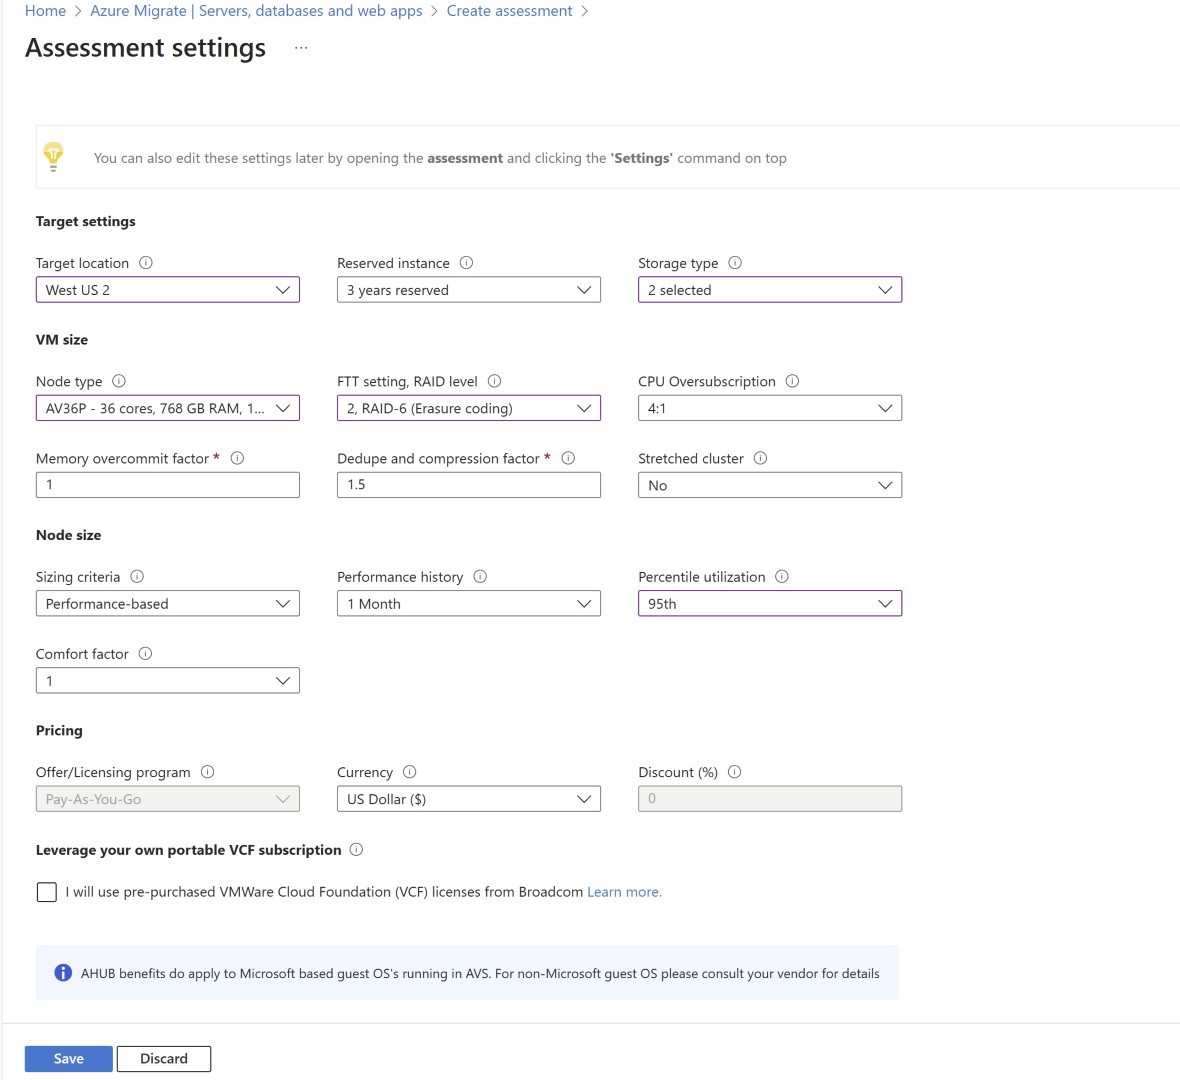 Home > Azure Migrate | Servers, databases and web apps > Create assessment >
Assessment settings ...
You can also edit these settings later by opening the assessment and clicking the 'Settings' command on top
Target settings
Target location
Reserved instance
Storage type
West US 2
3 years reserved
2 selected
VM size
Node type
FTT setting, RAID level
CPU Oversubscription
AV36P - 36 cores, 768 GB RAM, 1...
2, RAID-6 (Erasure coding)
4:1
Memory overcommit factor *
Dedupe and compression factor *
Stretched cluster
1
1.5
No
Node size
Sizing criteria
Performance history
Percentile utilization
Performance-based
1 Month
95th
Comfort factor
1
Pricing
Offer/Licensing program
Currency
Discount (%)
Pay-As-You-Go
US Dollar ($)
0
Leverage your own portable VCF subscription
I will use pre-purchased VMWare Cloud Foundation (VCF) licenses from Broadcom Learn more.
AHUB benefits do apply to Microsoft based guest OS's running in AVS. For non-Microsoft guest OS please consult your vendor for details
Save
Discard